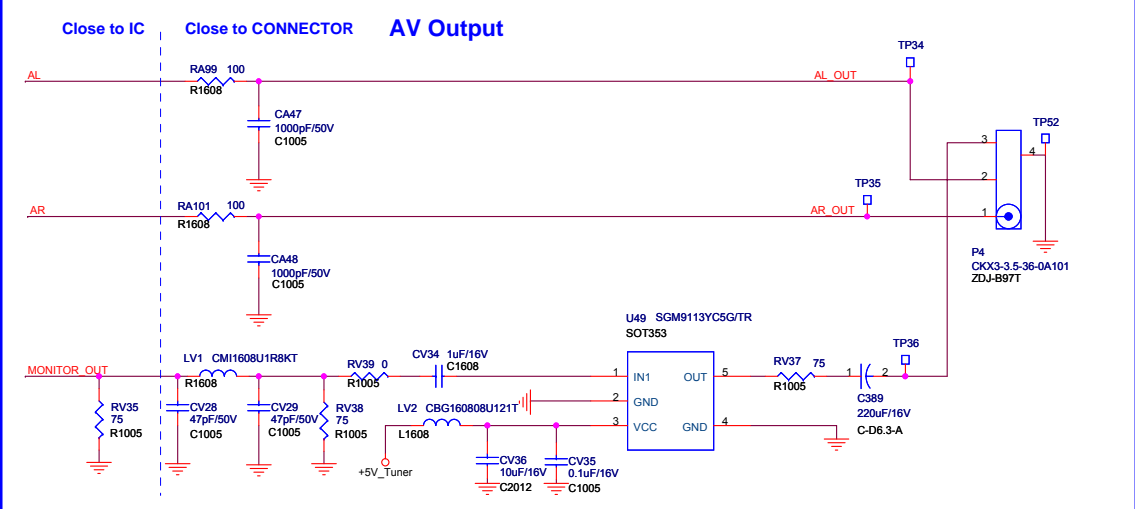 Close to IC
Close to CONNECTOR
AV Output
TP34
AL
RA99 100
R1608
AL_OUT
CA47
1000pF/50V
C1005
TP52
3
4
2
1
TP35
AR
RA101 100
R1608
AR_OUT
CA48
1000pF/50V
C1005
P4
CKX3-3.5-36-0A101
ZDJ-B97T
U49 SGM9113YC5G/TR
SOT353
MONITOR_OUT
LV1 CMI1608U1R8KT
R1608
RV39 0
R1005
CV34 1uF/16V
C1608
1 IN1 OUT 5
2 GND
3 VCC GND 4
RV37 75
R1005
1 2
TP36
C389
220uF/16V
C-D6.3-A
RV35
75
R1005
CV28
47pF/50V
C1005
CV29
47pF/50V
C1005
RV38
75
R1005
LV2 CBG160808U121T
L1608
+5V_Tuner
CV36
10uF/16V
C2012
CV35
0.1uF/16V
C1005